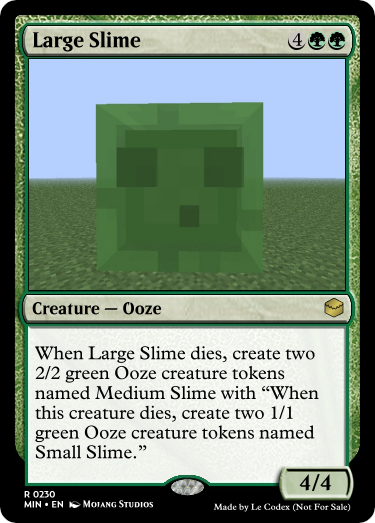 Large Slime 4
Creature — Ooze
When Large Slime dies, create two
2/2 green Ooze creature tokens
named Medium Slime with “When
this creature dies, create two 1/1
green Ooze creature tokens named
Small Slime.”
4/4
R 0230
MIN • EN Mojang Studios
Made by Le Codex (Not For Sale)